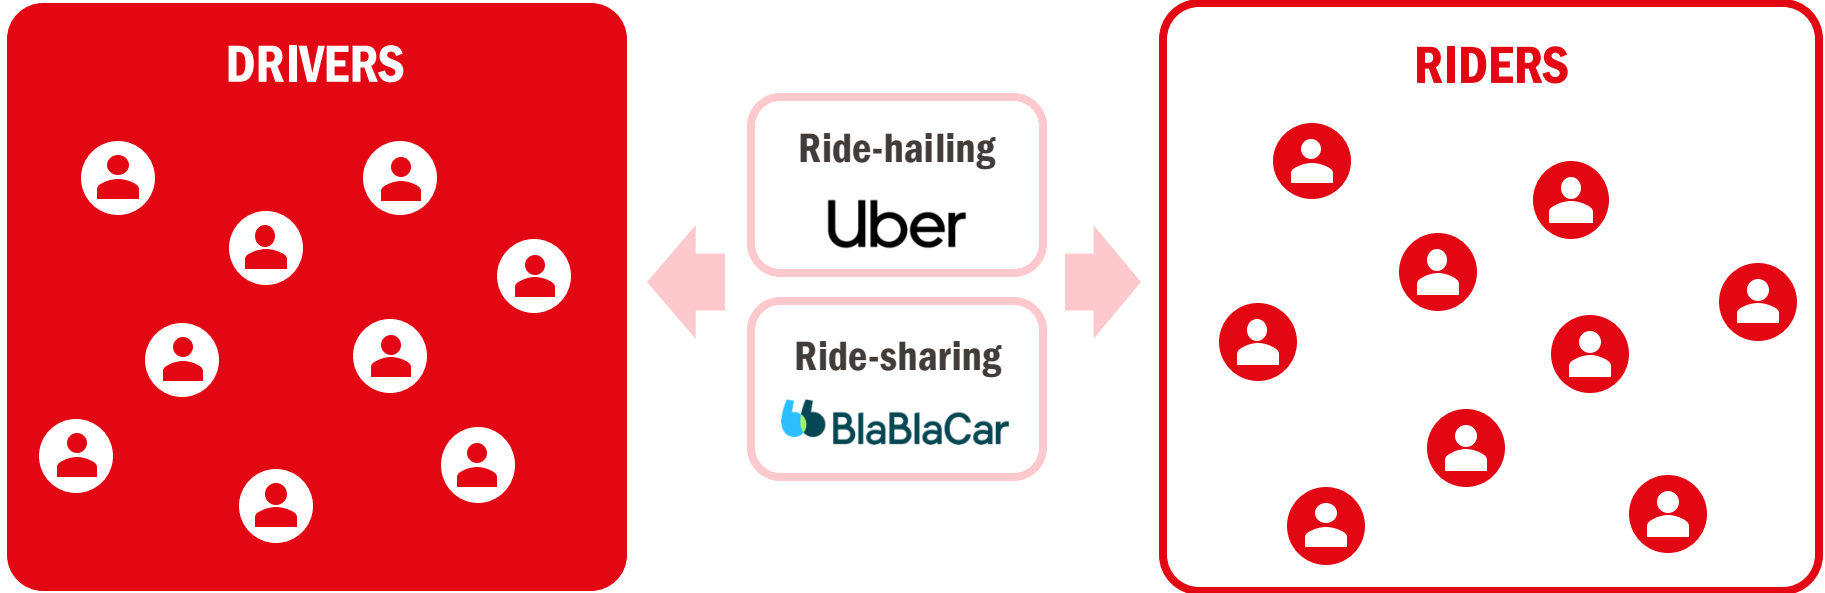 DRIVERS
Ride-hailing
Uber
Ride-sharing
BlaBlaCar
RIDERS